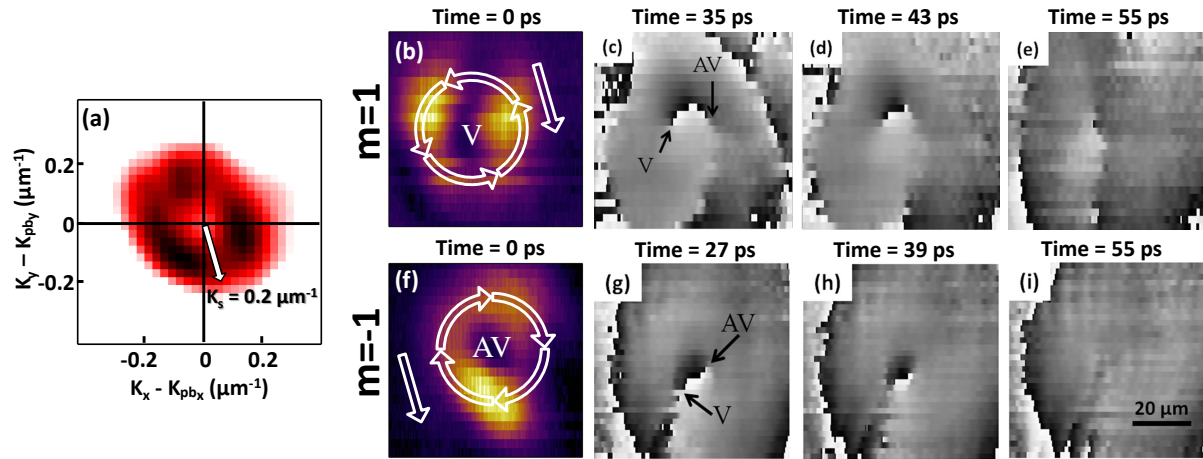 Time = 0 ps
Time = 35 ps
Time = 43 ps
Time = 55 ps
m=1
(b)
V
(c)
AV
V
(d)
(e)
(a)
K_y – K_pb_y (μm⁻¹)
0.2
0
-0.2
K_s = 0.2 μm⁻¹
-0.2
0
0.2
K_x - K_pb_x (μm⁻¹)
Time = 0 ps
Time = 27 ps
Time = 39 ps
Time = 55 ps
m=-1
(f)
AV
(g)
AV
V
(h)
(i)
20 μm